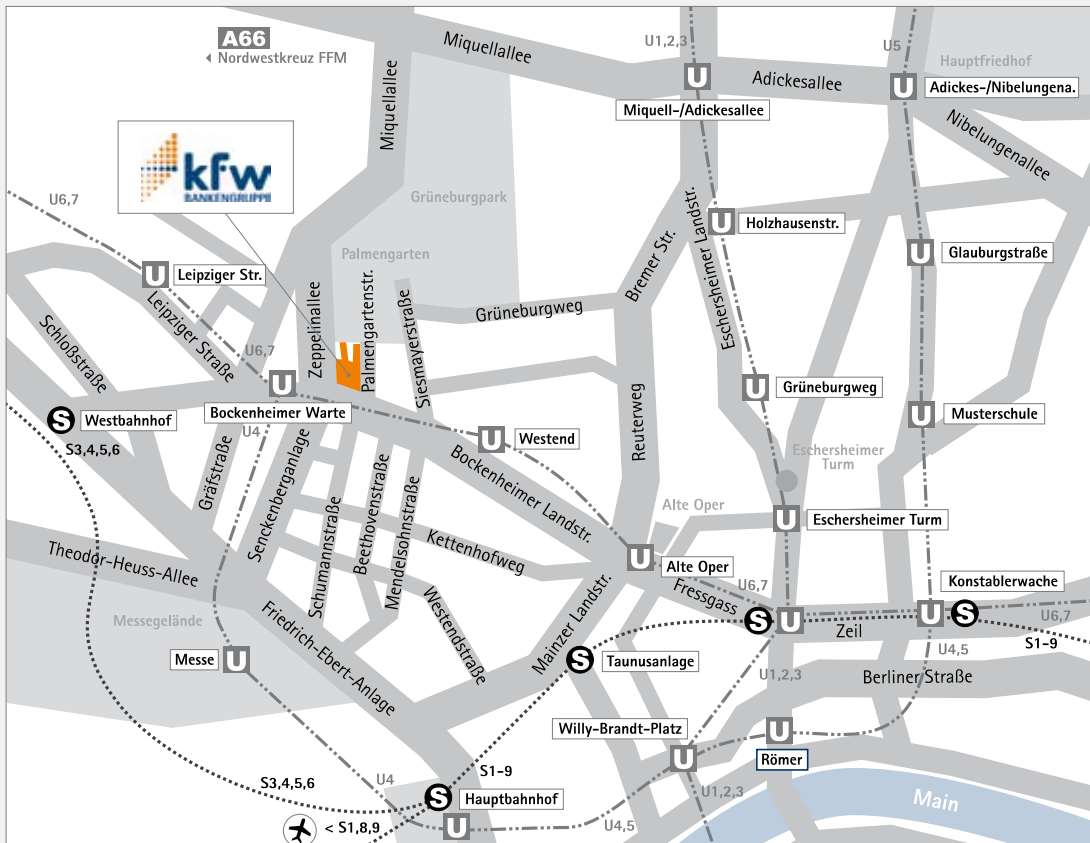 A66
Nordwestkreuz FFM
Miquellallee
U1,2,3
U5
Hauptfriedhof
Adickesallee
Adickes-/Nibelungena.
Miquell-/Adickesallee
Miquellallee
Nibelungenallee
kfw
BANKENGRUPPE
U6,7
Grüneburgpark
Eschersheimer Landstr.
Holzhausenstr.
Bremer Str.
Palmengarten
Glauburgstraße
Leipziger Str.
Leipziger Straße
Zeppelinallee
Palmengartenstr.
Siesmayerstraße
Grüneburgweg
Eschersheimer Landstr.
Schloßstraße
U6,7
Grüneburgweg
Westbahnhof
Bockenheimer Warte
Musterschule
S3,4,5,6
U4
Westend
Reuterweg
Eschersheimer
Turm
Gräfstraße
Senckenberganlage
Bockenheimer Landstr.
Schumannstraße
Beethovenstraße
Mendelsohnstraße
Alte Oper
Eschersheimer Turm
Kettenhofweg
Theodor-Heuss-Allee
Alte Oper
U6,7
Fressgass
Konstablerwache
U6,7
Westendstraße
Messegelände
Friedrich-Ebert-Anlage
Mainzer Landstr.
Zeil
S1-9
U4,5
Messe
Taunusanlage
U1,2,3
Berliner Straße
Willy-Brandt-Platz
Römer
S3,4,5,6
U4
S1-9
Hauptbahnhof
U1,2,3
Main
< S1,8,9
U4,5
U
U
U
U
U
U
U
U
S
U
U
U
U
S
U
U
S
U
S
U
U
S
U